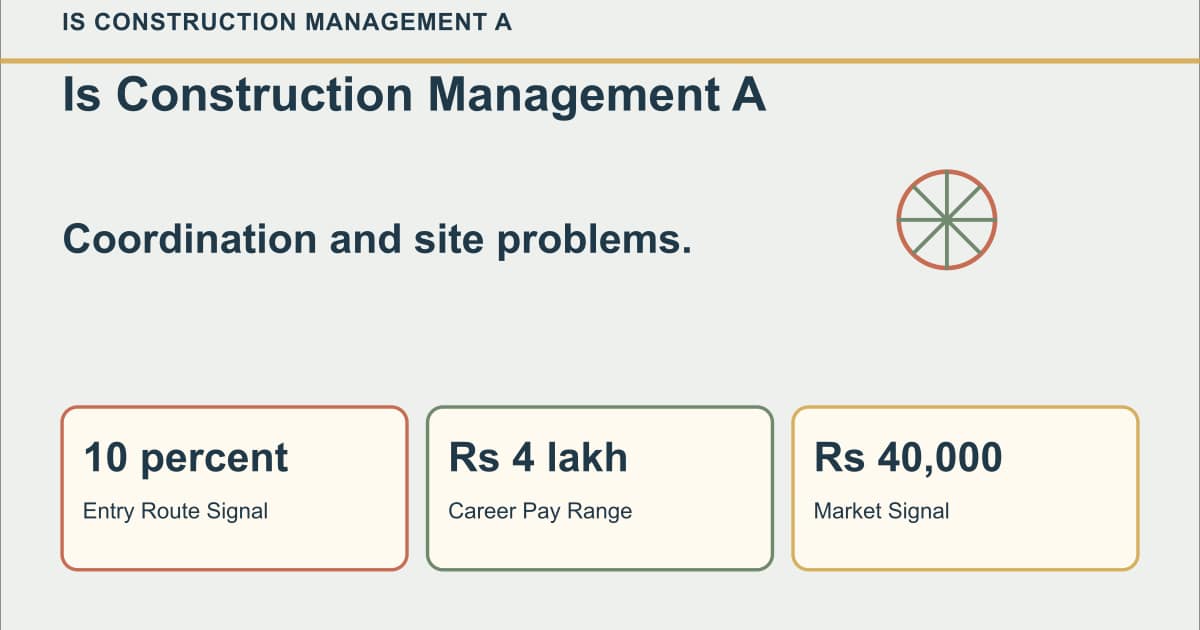 IS CONSTRUCTION MANAGEMENT A
Is Construction Management A
Coordination and site problems.
10 percent
Entry Route Signal
Rs 4 lakh
Career Pay Range
Rs 40,000
Market Signal